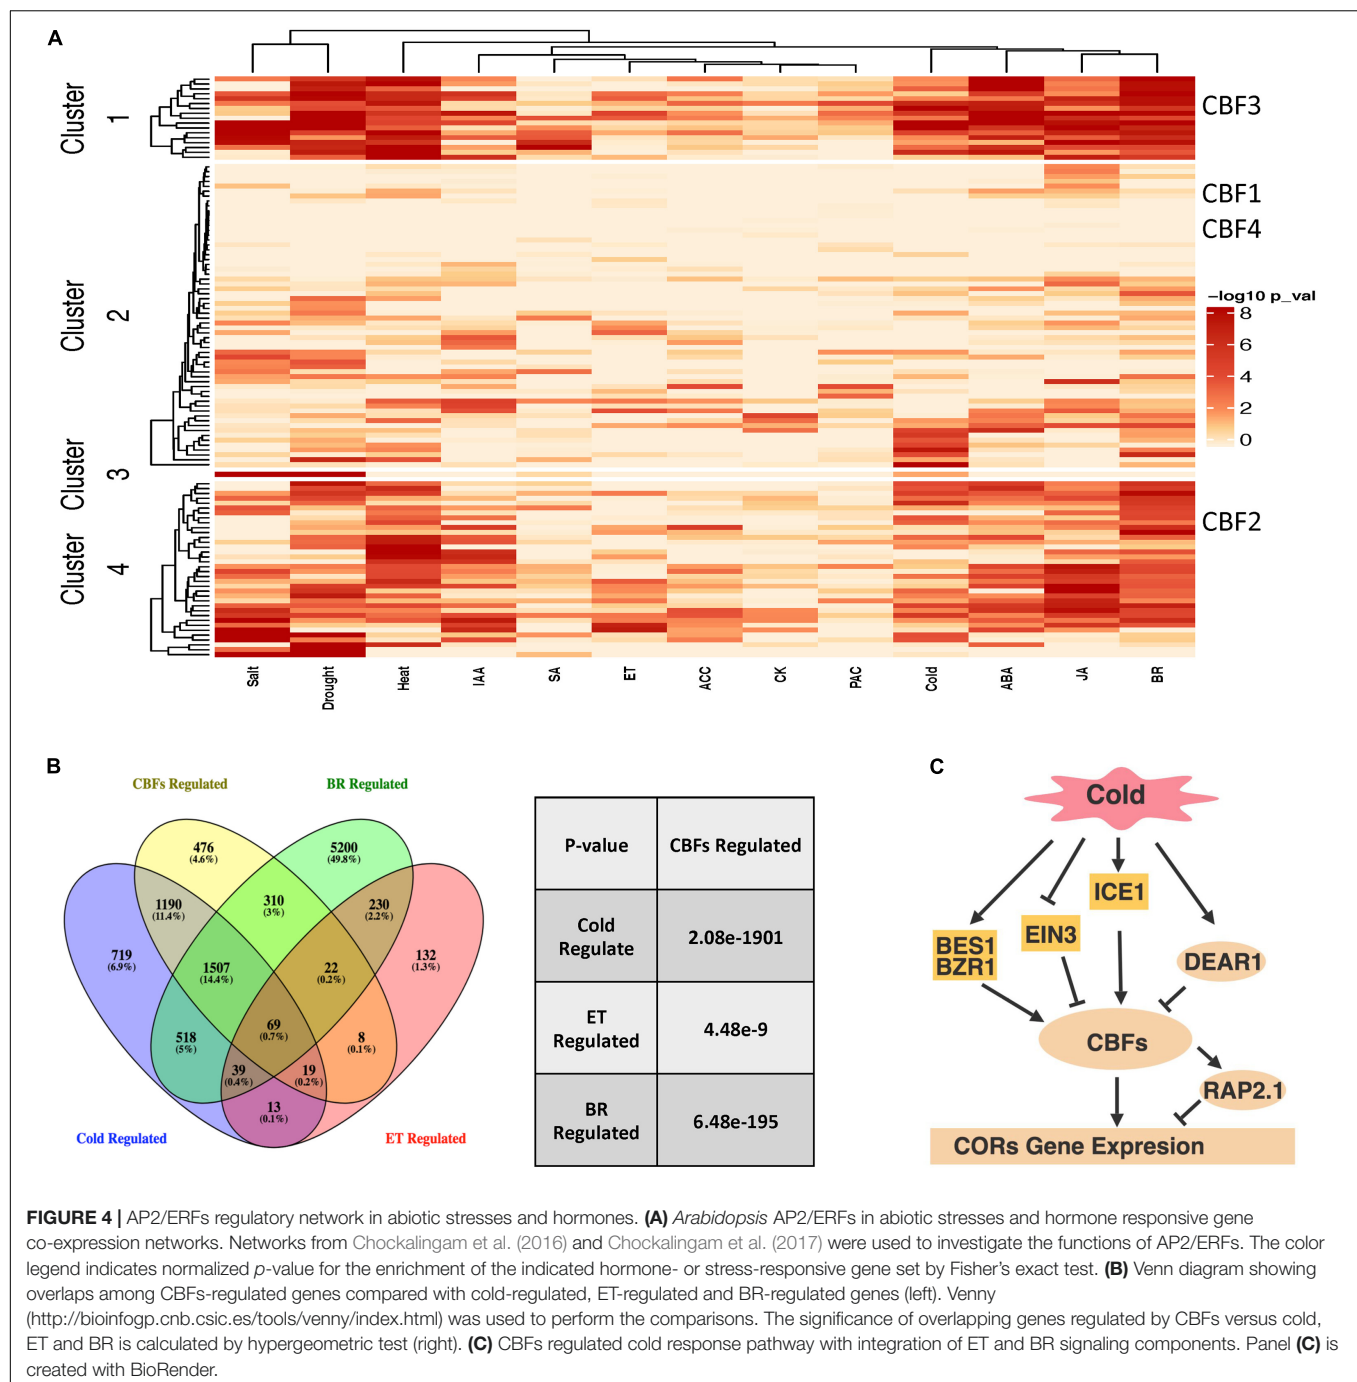 A
Cluster 1
Cluster 2
Cluster 3
Cluster 4
CBF3
CBF1
CBF4
CBF2
−log10 p_val
8
6
4
2
0
Salt
Drought
Heat
IAA
SA
ET
ACC
CK
PAC
Cold
ABA
JA
BR
B
CBFs Regulated
BR Regulated
476
(4.6%)
5200
(49.8%)
1190
(11.4%)
310
(3%)
230
(2.2%)
719
(6.9%)
1507
(14.4%)
22
(0.2%)
132
(1.3%)
518
(5%)
69
(0.7%)
8
(0.1%)
39
(0.4%)
19
(0.2%)
13
(0.1%)
Cold Regulated
ET Regulated
P-value
CBFs Regulated
Cold
Regulate
2.08e-1901
ET
Regulated
4.48e-9
BR
Regulated
6.48e-195
C
Cold
ICE1
EIN3
BES1
BZR1
DEAR1
CBFs
RAP2.1
CORs Gene Expresion
FIGURE 4 | AP2/ERFs regulatory network in abiotic stresses and hormones. (A) Arabidopsis AP2/ERFs in abiotic stresses and hormone responsive gene
co-expression networks. Networks from Chockalingam et al. (2016) and Chockalingam et al. (2017) were used to investigate the functions of AP2/ERFs. The color
legend indicates normalized p-value for the enrichment of the indicated hormone- or stress-responsive gene set by Fisher's exact test. (B) Venn diagram showing
overlaps among CBFs-regulated genes compared with cold-regulated, ET-regulated and BR-regulated genes (left). Venny
(http://bioinfogp.cnb.csic.es/tools/venny/index.html) was used to perform the comparisons. The significance of overlapping genes regulated by CBFs versus cold,
ET and BR is calculated by hypergeometric test (right). (C) CBFs regulated cold response pathway with integration of ET and BR signaling components. Panel (C) is
created with BioRender.